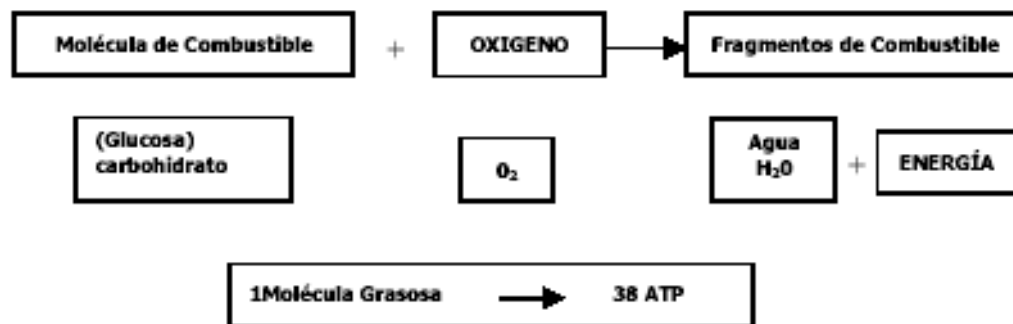 Molécula de Combustible + OXIGENO Fragmentos de Combustible
(Glucosa)
carbohidrato
0₂
Agua
H₂0
+ ENERGÍA
1Molécula Grasosa 38 ATP